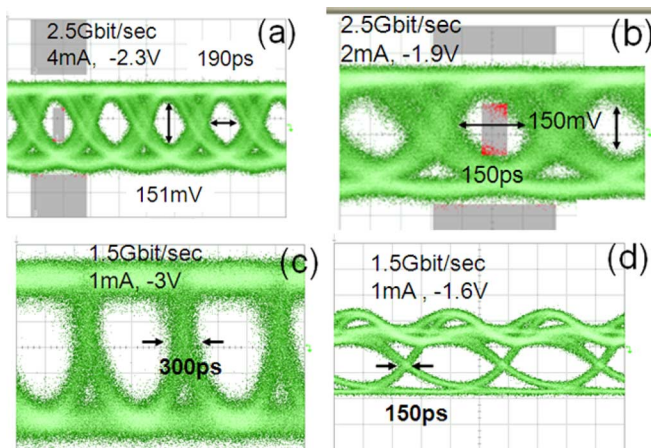 (a)
2.5Gbit/sec
4mA, -2.3V
190ps
151mV
(b)
2.5Gbit/sec
2mA, -1.9V
150mV
150ps
(c)
1.5Gbit/sec
1mA, -3V
300ps
(d)
1.5Gbit/sec
1mA , -1.6V
150ps